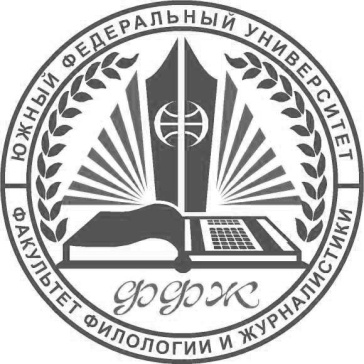 ЮЖНЫЙ ФЕДЕРАЛЬНЫЙ УНИВЕРСИТЕТ
ФФЖ
ФАКУЛЬТЕТ ФИЛОЛОГИИ И ЖУРНАЛИСТИКИ